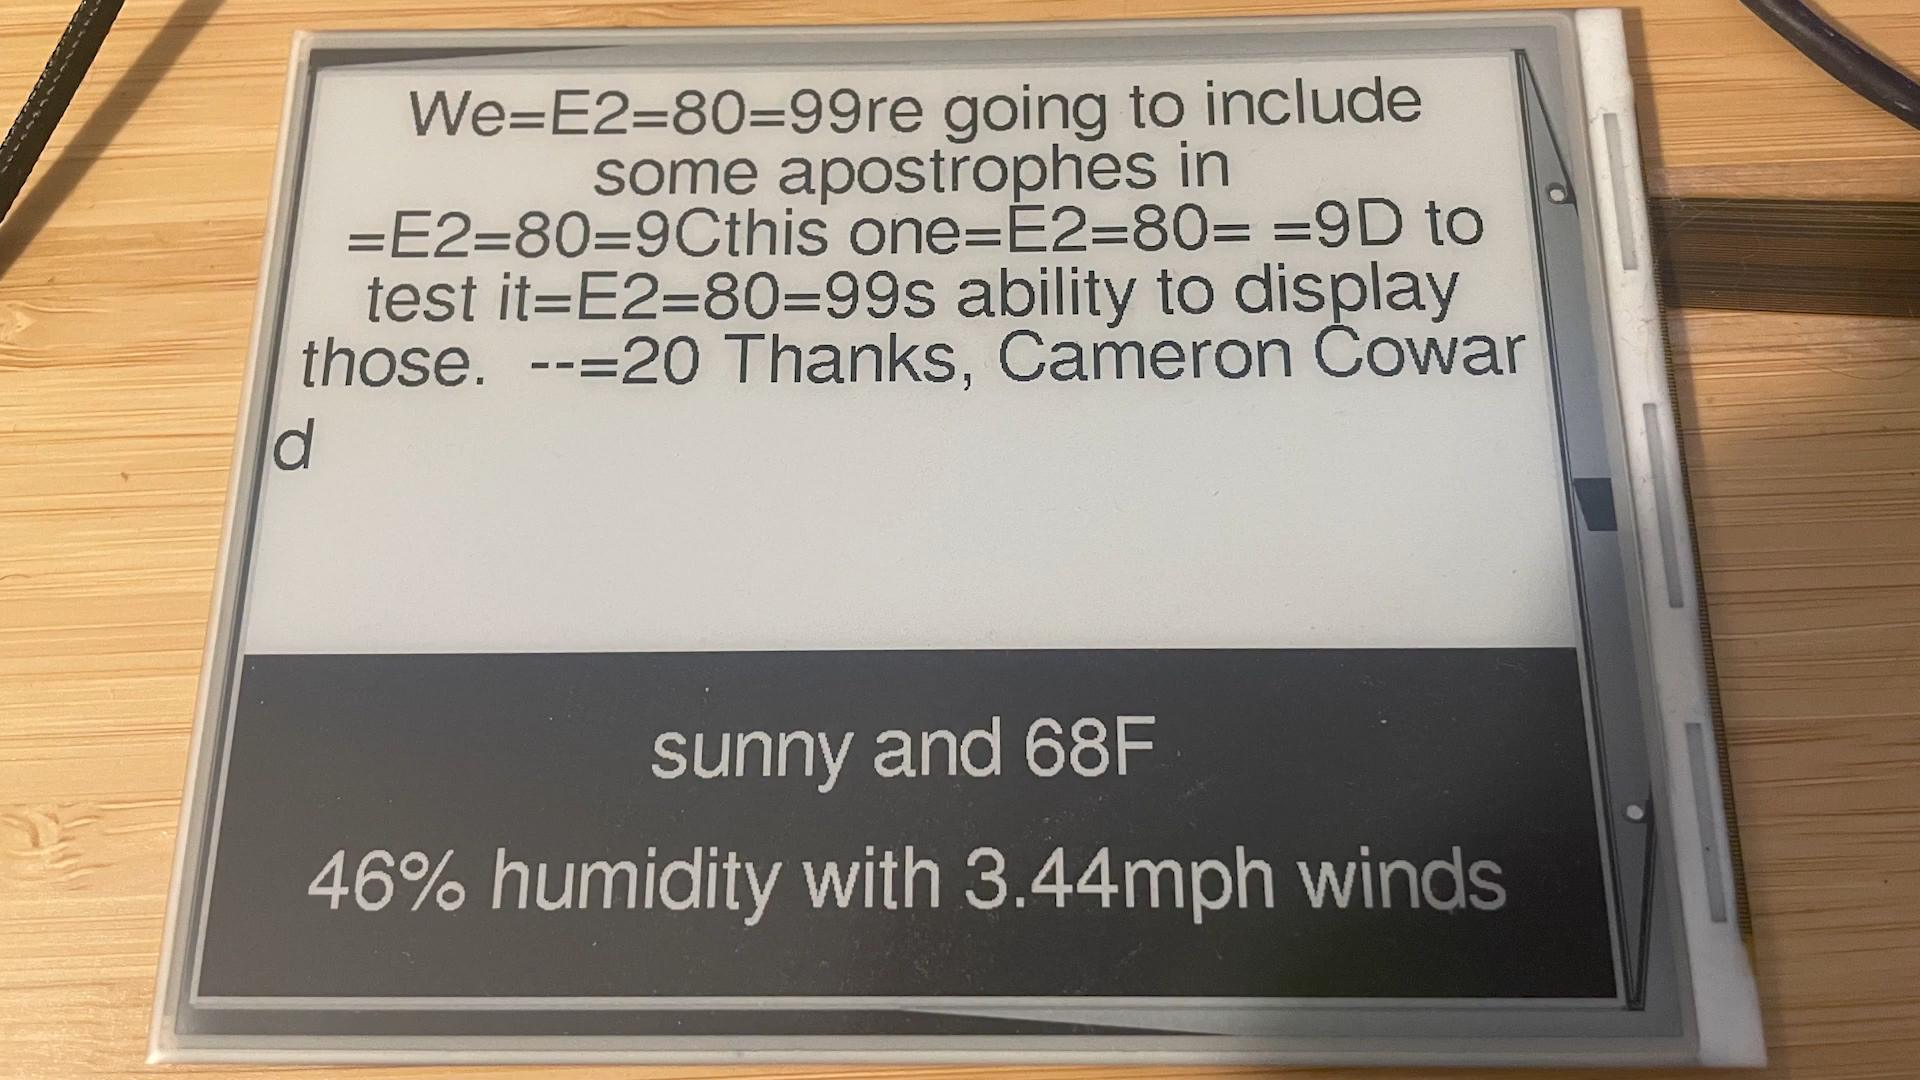 We=E2=80=99re going to include
some apostrophes in
=E2=80=9Cthis one=E2=80= =9D to
test it=E2=80=99s ability to display
those.  --=20 Thanks, Cameron Cowar
d
sunny and 68F
46% humidity with 3.44mph winds